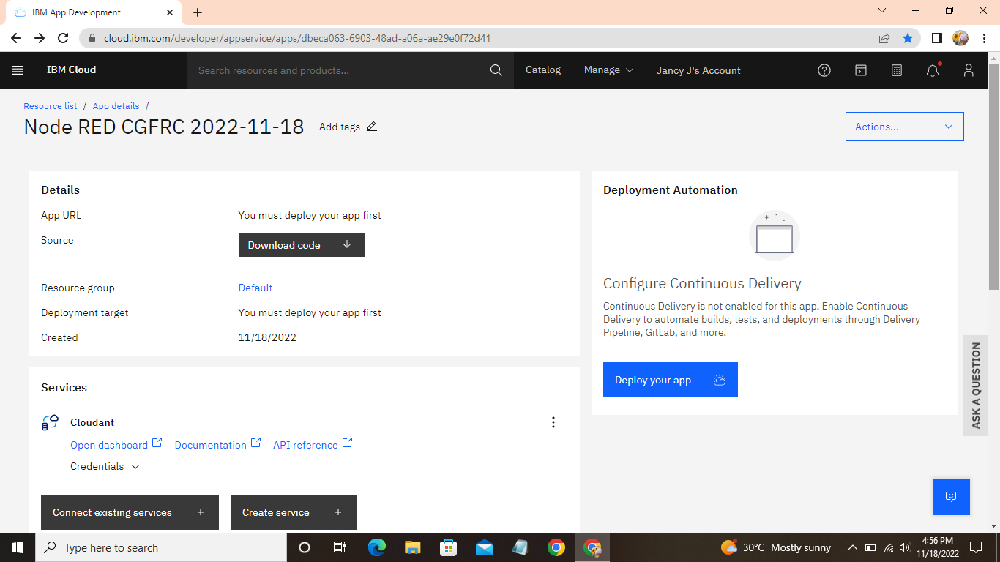 IBM App Development
cloud.ibm.com/developer/appservice/apps/dbeca063-6903-48ad-a06a-ae29e0f72d41
IBM Cloud
Search resources and products...
Catalog
Manage
Jancy J's Account
Resource list / App details /
Node RED CGFRC 2022-11-18
Add tags
Actions...
Details
App URL
You must deploy your app first
Source
Download code
Resource group
Default
Deployment target
You must deploy your app first
Created
11/18/2022
Deployment Automation
Configure Continuous Delivery
Continuous Delivery is not enabled for this app. Enable Continuous
Delivery to automate builds, tests, and deployments through Delivery
Pipeline, GitLab, and more.
Deploy your app
ASK A QUESTION
Services
Cloudant
Open dashboard
Documentation
API reference
Credentials
Connect existing services +
Create service +
Type here to search
30°C Mostly sunny
4:56 PM
11/18/2022